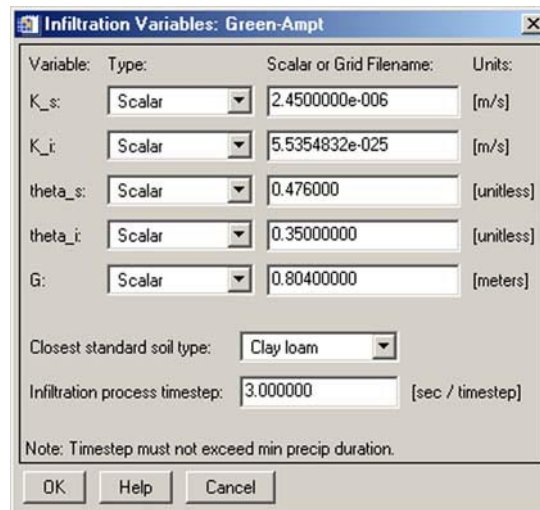 Infiltration Variables: Green-Ampt
Variable: Type: Scalar or Grid Filename: Units:
K_s: Scalar 2.4500000e-006 [m/s]
K_i: Scalar 5.5354832e-025 [m/s]
theta_s: Scalar 0.476000 [unitless]
theta_i: Scalar 0.35000000 [unitless]
G: Scalar 0.80400000 [meters]
Closest standard soil type: Clay loam
Infiltration process timestep: 3.000000 [sec / timestep]
Note: Timestep must not exceed min precip duration.
OK Help Cancel